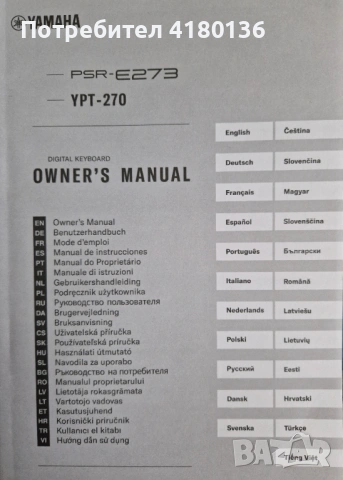 Потребител 4180136
YAMAHA
PSR-E273
YPT-270
DIGITAL KEYBOARD
OWNER'S MANUAL
EN Owner's Manual
DE Benutzerhandbuch
FR Mode d'emploi
ES Manual de instrucciones
PT Manual do Proprietário
IT Manuale di istruzioni
NL Gebruikershandleiding
PL Podręcznik użytkownika
RU Руководство пользователя
DA Brugervejledning
SV Bruksanvisning
CS Uživatelská příručka
SK Používateľská príručka
HU Használati útmutató
SL Navodila za uporabo
BG Ръководство на потребителя
RO Manualul proprietarului
LV Lietotāja rokasgrāmata
LT Vartotojo vadovas
ET Kasutusjuhend
HR Korisnički priručnik
TR Kullanıcı el kitabı
VI Hướng dẫn sử dụng
English Čeština
Deutsch Slovenčina
Français Magyar
Español Slovenščina
Português Български
Italiano Română
Nederlands Latviešu
Polski Lietuvių
Русский Eesti
Dansk Hrvatski
Svenska Türkçe
Tiếng Việt
bazar